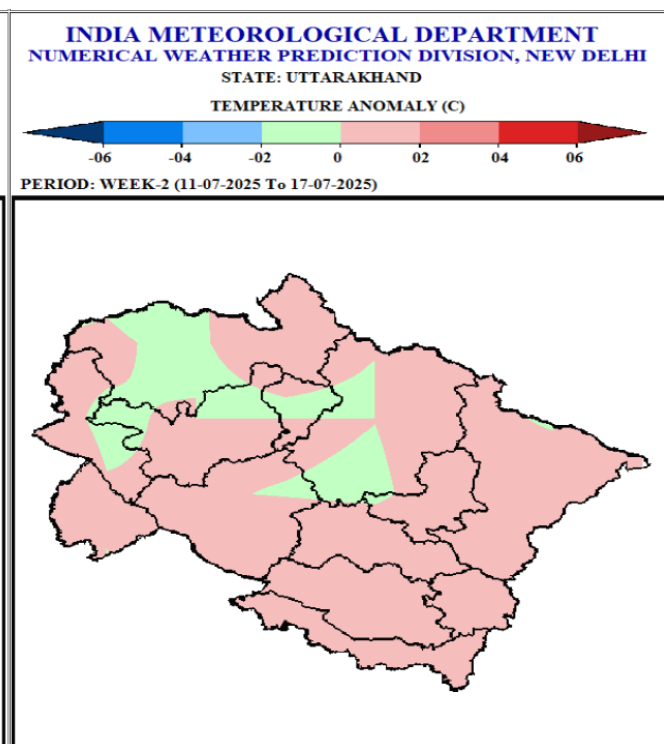 INDIA METEOROLOGICAL DEPARTMENT
NUMERICAL WEATHER PREDICTION DIVISION, NEW DELHI
STATE: UTTARAKHAND
TEMPERATURE ANOMALY (C)
-06 -04 -02 0 02 04 06
PERIOD: WEEK-2 (11-07-2025 To 17-07-2025)